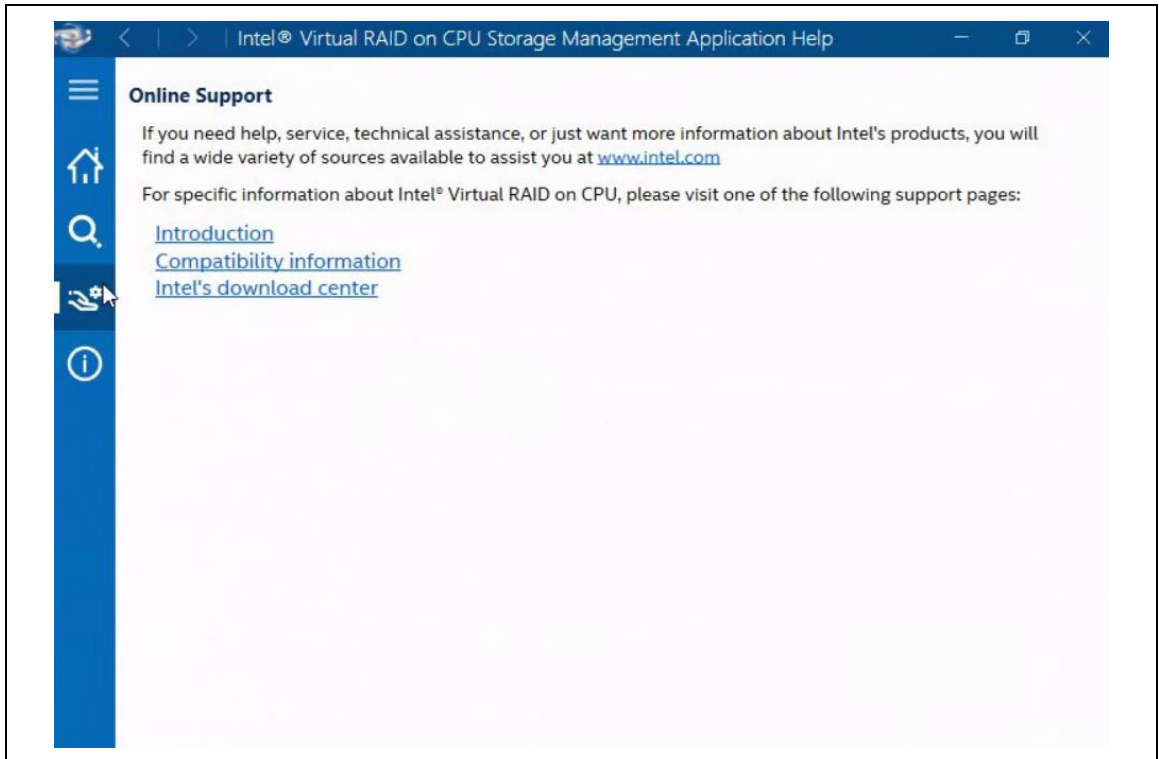 Intel® Virtual RAID on CPU Storage Management Application Help
Online Support
If you need help, service, technical assistance, or just want more information about Intel's products, you will
find a wide variety of sources available to assist you at www.intel.com
For specific information about Intel® Virtual RAID on CPU, please visit one of the following support pages:
Introduction
Compatibility information
Intel's download center